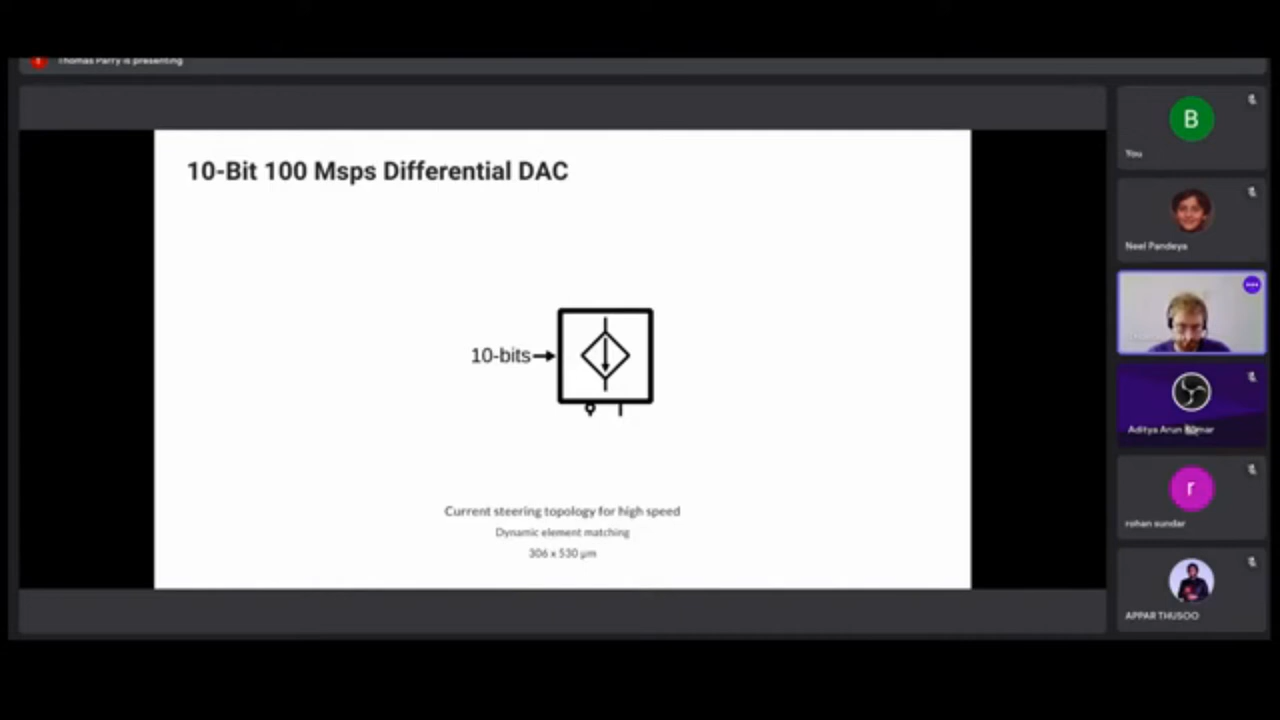 Thomas Parry is presenting
10-Bit 100 Msps Differential DAC
10-bits
Current steering topology for high speed
Dynamic element matching
306 x 530 µm
B
You
Neel Pandeya
Aditya Arun Kumar
r
rohan sundar
APPAR THUSOO